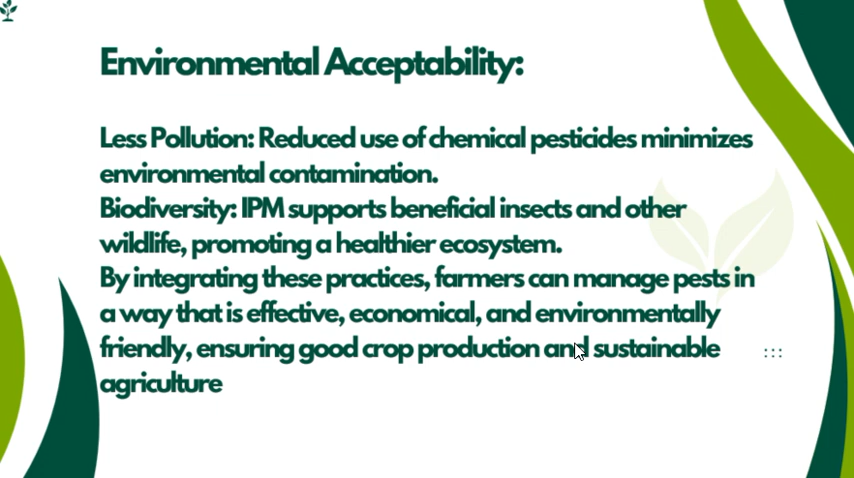 Environmental Acceptability:
Less Pollution: Reduced use of chemical pesticides minimizes
environmental contamination.
Biodiversity: IPM supports beneficial insects and other
wildlife, promoting a healthier ecosystem.
By integrating these practices, farmers can manage pests in
a way that is effective, economical, and environmentally
friendly, ensuring good crop production and sustainable
agriculture